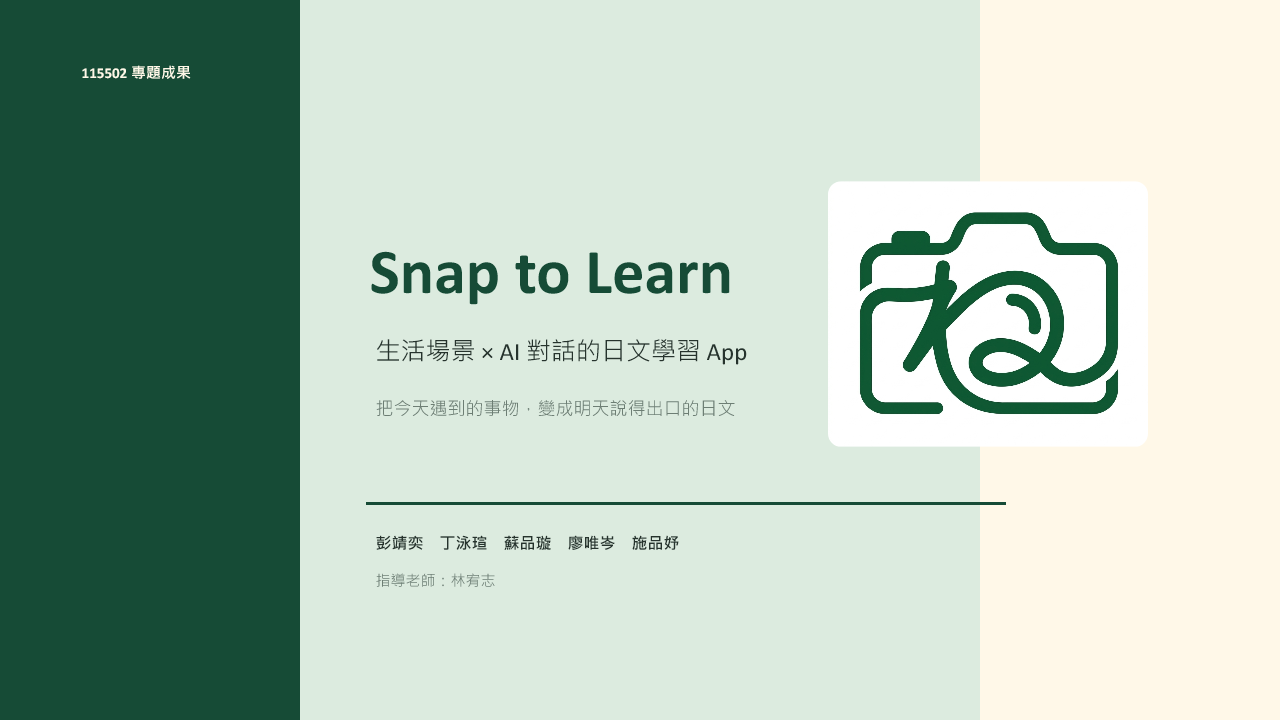 115502 專題成果
Snap to Learn
生活場景 × AI 對話的日文學習 App
把今天遇到的事物，變成明天說得出口的日文
彭靖奕　丁泳瑄　蘇品璇　廖唯岑　施品妤
指導老師：林宥志
ね